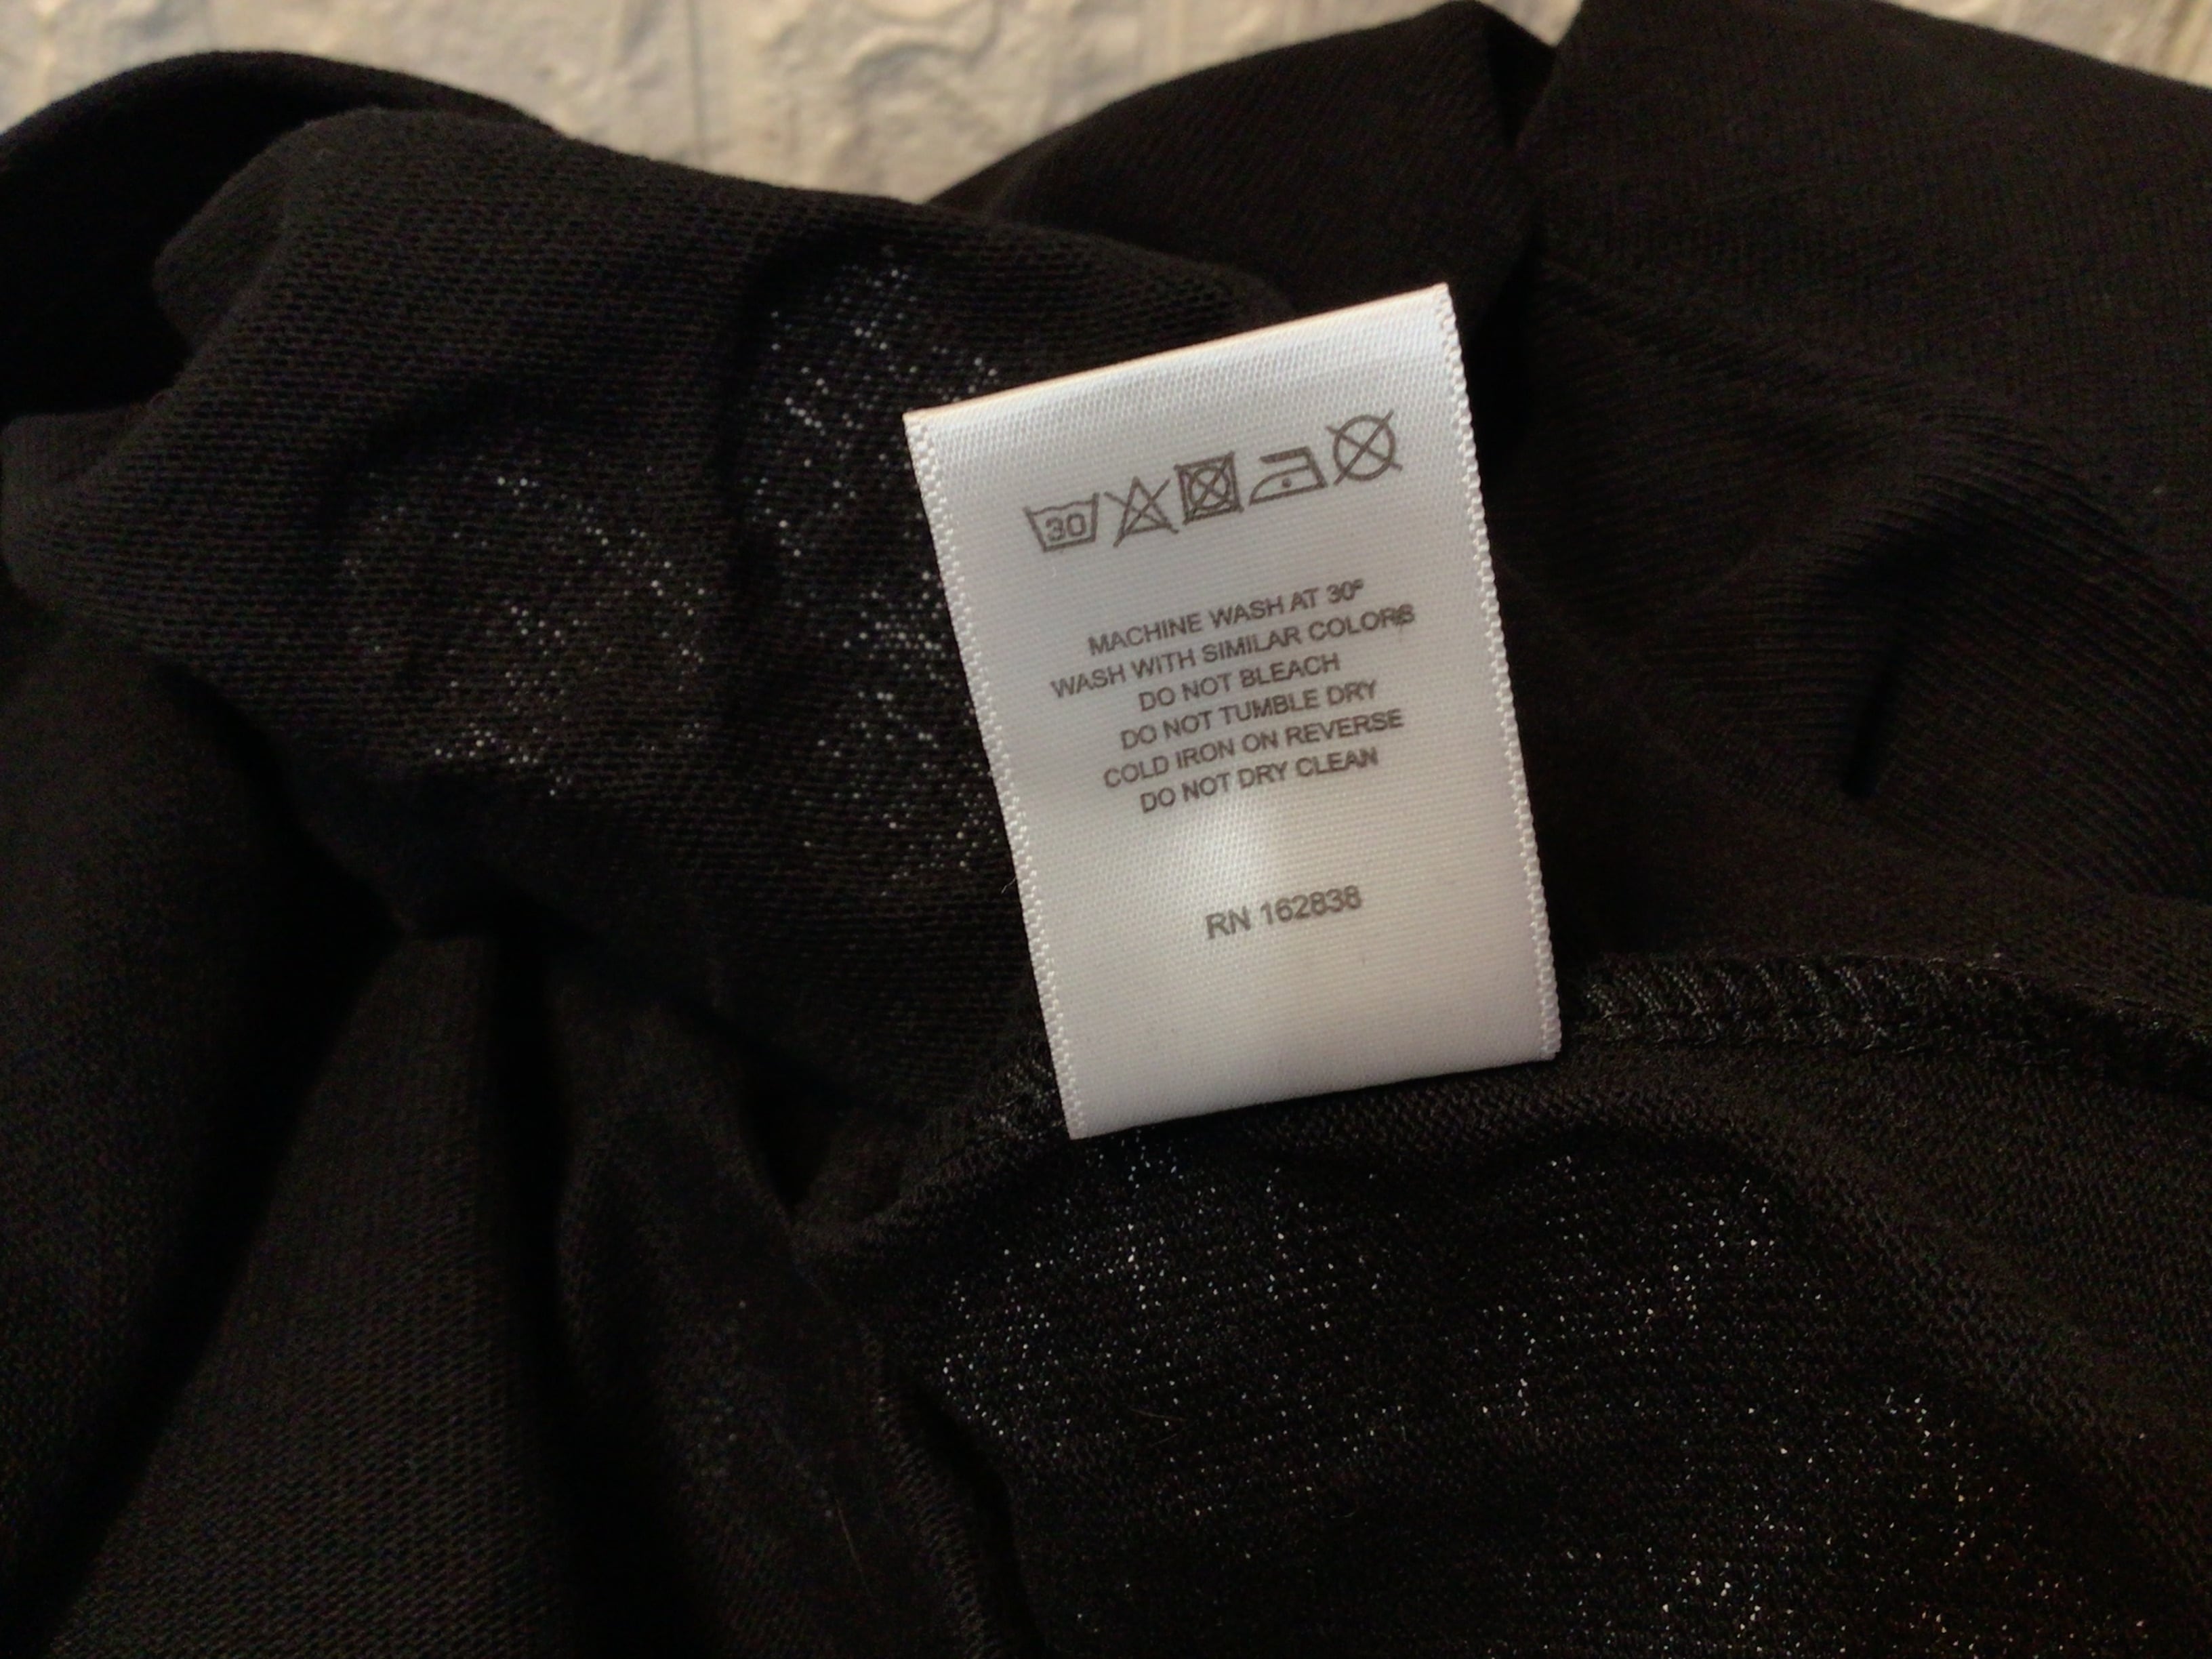 30
MACHINE WASH AT 30º
WASH WITH SIMILAR COLORS
DO NOT BLEACH
DO NOT TUMBLE DRY
COLD IRON ON REVERSE
DO NOT DRY CLEAN
RN 162838